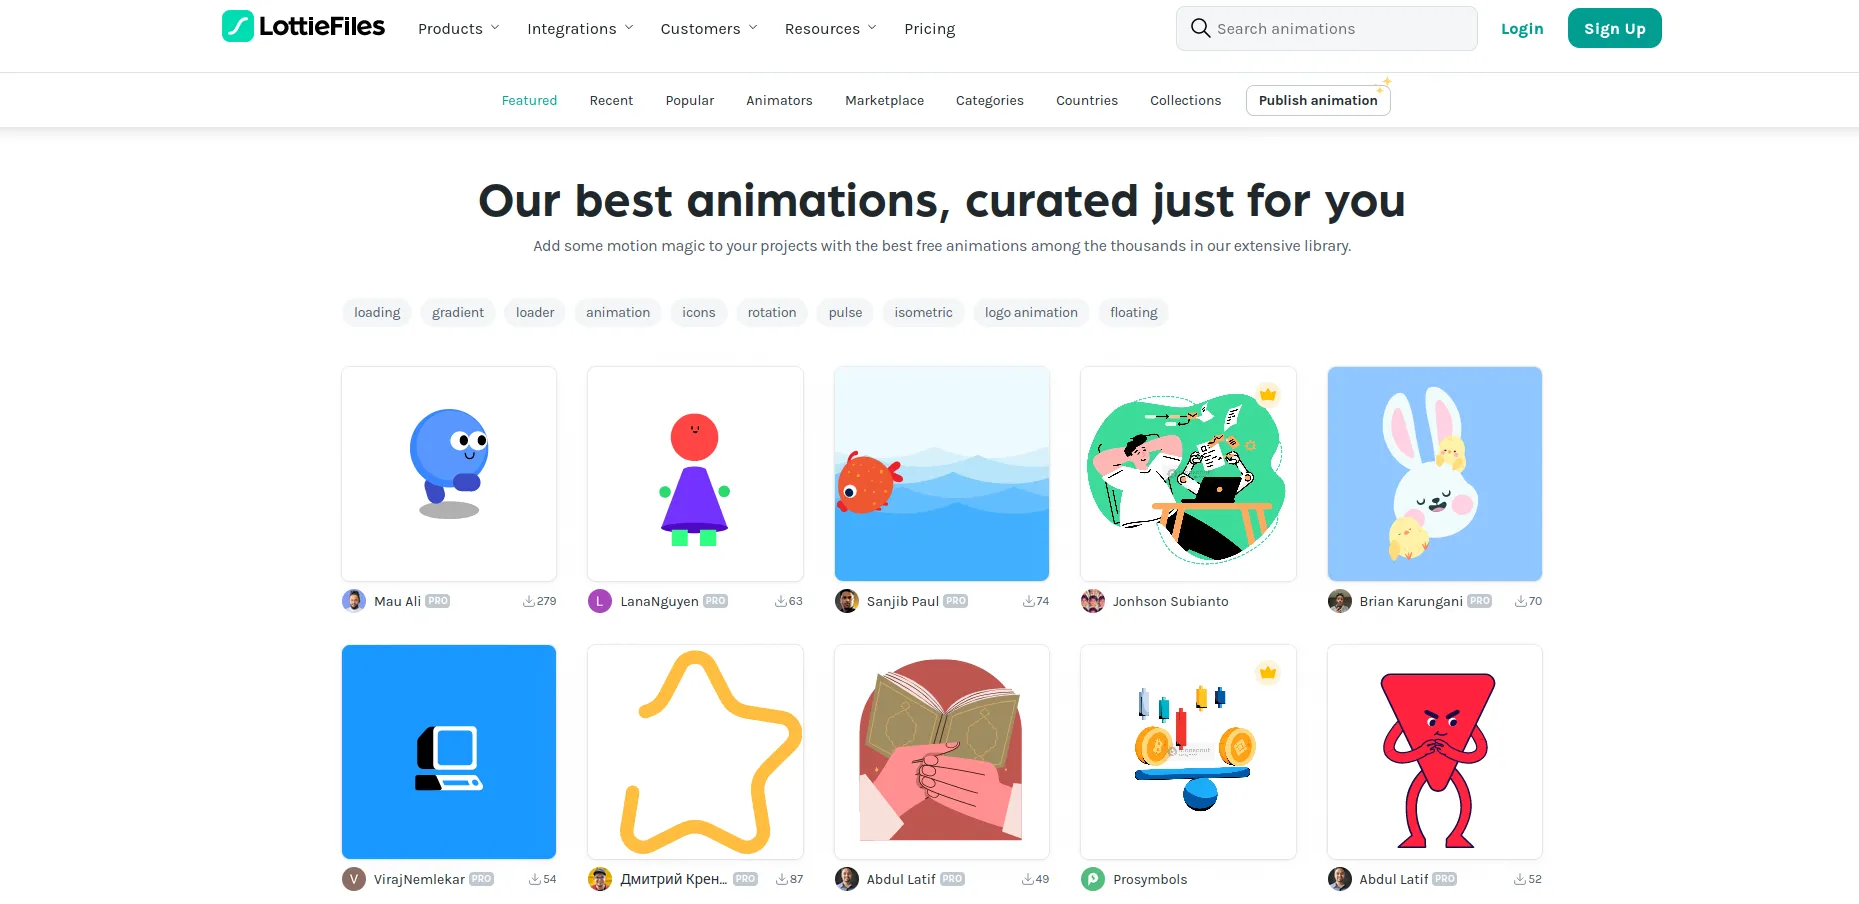 LottieFiles Products Integrations Customers Resources Pricing Search animations Login Sign Up
Featured Recent Popular Animators Marketplace Categories Countries Collections Publish animation
Our best animations, curated just for you
Add some motion magic to your projects with the best free animations among the thousands in our extensive library.
loading gradient loader animation icons rotation pulse isometric logo animation floating
Mau Ali PRO 279 L LanaNguyen PRO 63 Sanjib Paul PRO 74 Jonhson Subianto Brian Karungani PRO 70
V VirajNemlekar PRO 54 Дмитрий Крен... PRO 87 Abdul Latif PRO 49 Prosymbols Abdul Latif PRO 52